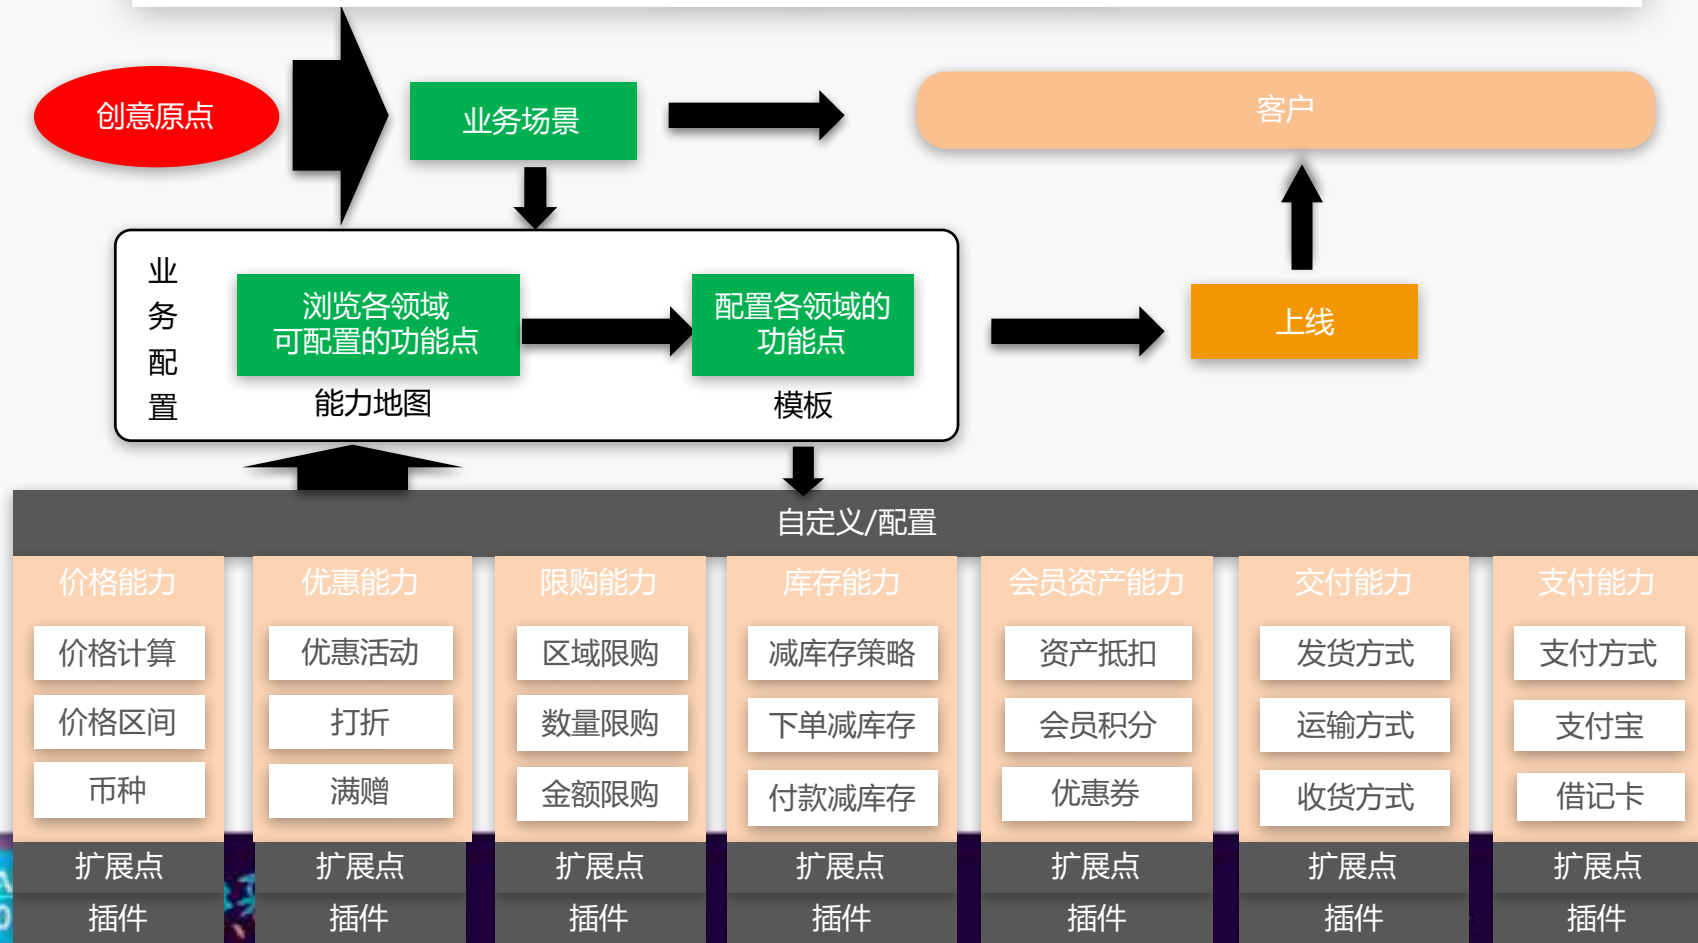 创意原点
业务场景
客户
业
务
配
置
浏览各领域
可配置的功能点
能力地图
配置各领域的
功能点
模板
上线
自定义/配置
价格能力
价格计算
价格区间
币种
扩展点
插件
优惠能力
优惠活动
打折
满赠
扩展点
插件
限购能力
区域限购
数量限购
金额限购
扩展点
插件
库存能力
减库存策略
下单减库存
付款减库存
扩展点
插件
会员资产能力
资产抵扣
会员积分
优惠券
扩展点
插件
交付能力
发货方式
运输方式
收货方式
扩展点
插件
支付能力
支付方式
支付宝
借记卡
扩展点
插件